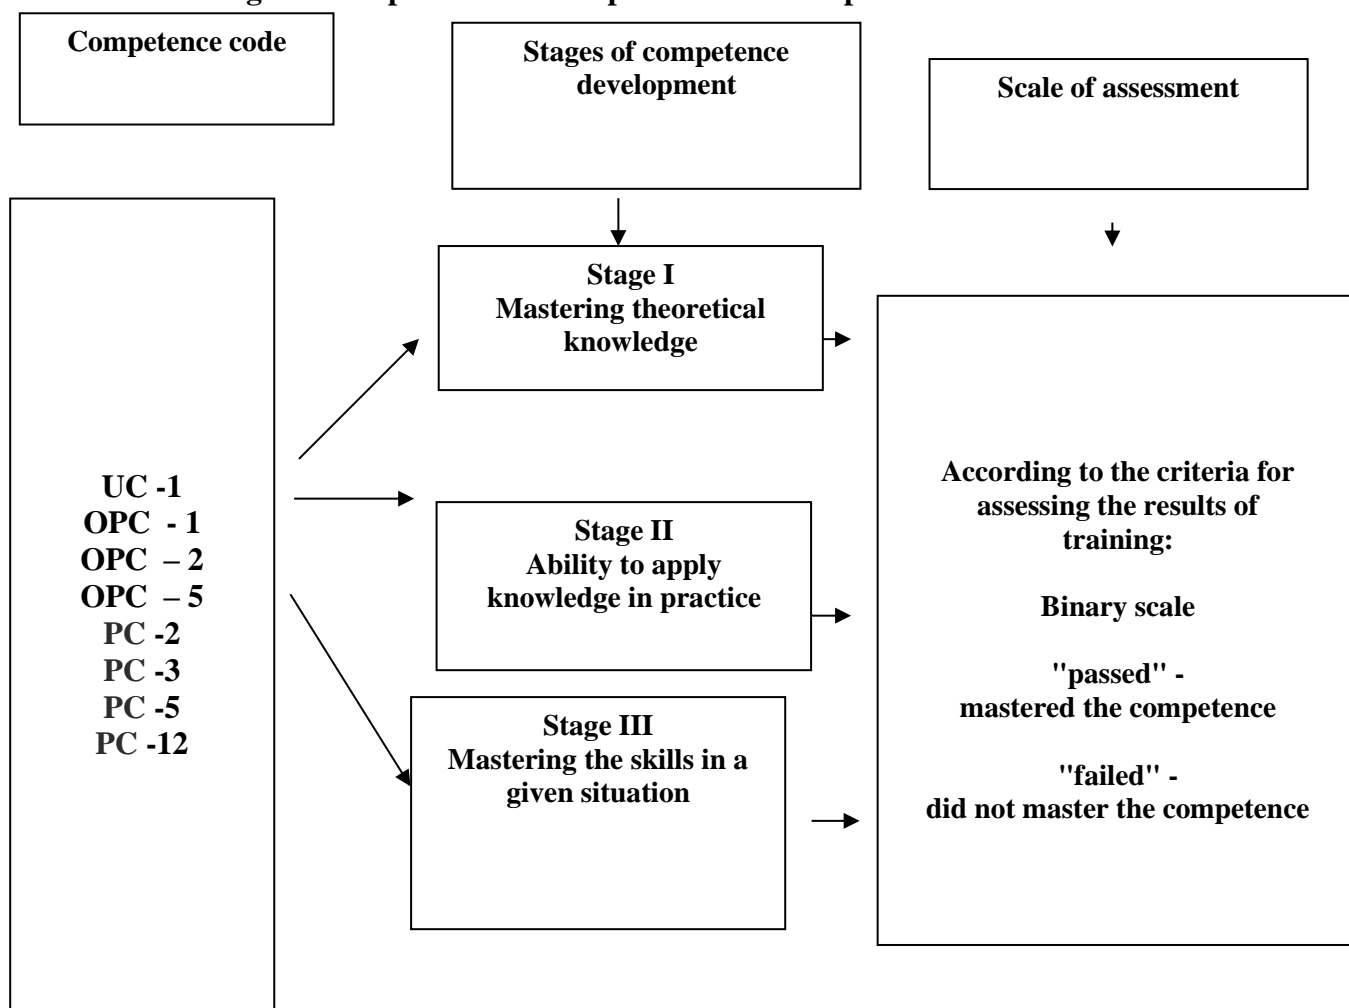 Competence code
Stages of competence
development
Scale of assessment
Stage I
Mastering theoretical
knowledge
UC -1
OPC - 1
OPC – 2
OPC – 5
PC -2
PC -3
PC -5
PC -12
Stage II
Ability to apply
knowledge in practice
Stage III
Mastering the skills in a
given situation
According to the criteria for
assessing the results of
training:
Binary scale
"passed" -
mastered the competence
"failed" -
did not master the competence